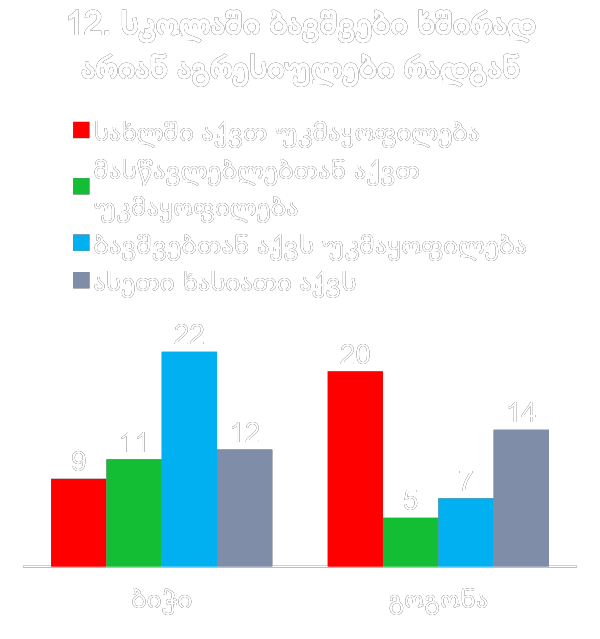 12. სკოლაში ბავშვები ხშირად
არიან აგრესიულები რადგან
სახლში აქვთ უკმაყოფილება
მასწავლებლებთან აქვთ
უკმაყოფილება
ბავშვებთან აქვს უკმაყოფილება
ასეთი ხასიათი აქვს
9 11 22 12 20 5 7 14
ბიჭი გოგონა